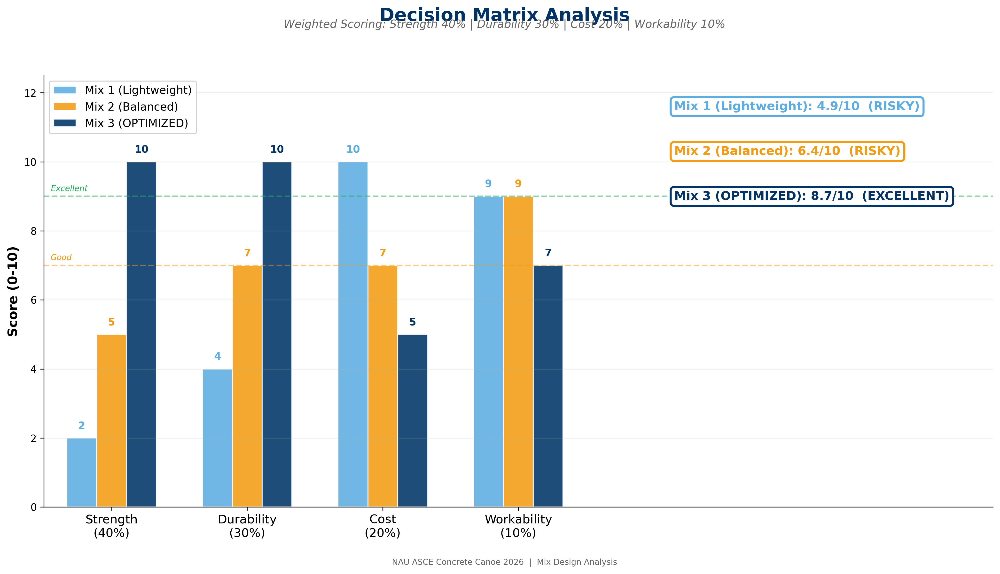 Decision Matrix Analysis
Weighted Scoring: Strength 40% | Durability 30% | Cost 20% | Workability 10%
Mix 1 (Lightweight)
Mix 2 (Balanced)
Mix 3 (OPTIMIZED)
Mix 1 (Lightweight): 4.9/10 (RISKY)
Mix 2 (Balanced): 6.4/10 (RISKY)
Mix 3 (OPTIMIZED): 8.7/10 (EXCELLENT)
Score (0-10)
12
10
8
6
4
2
0
Excellent
Good
2
5
10
4
7
10
10
7
5
9
9
7
Strength
(40%)
Durability
(30%)
Cost
(20%)
Workability
(10%)
NAU ASCE Concrete Canoe 2026 | Mix Design Analysis